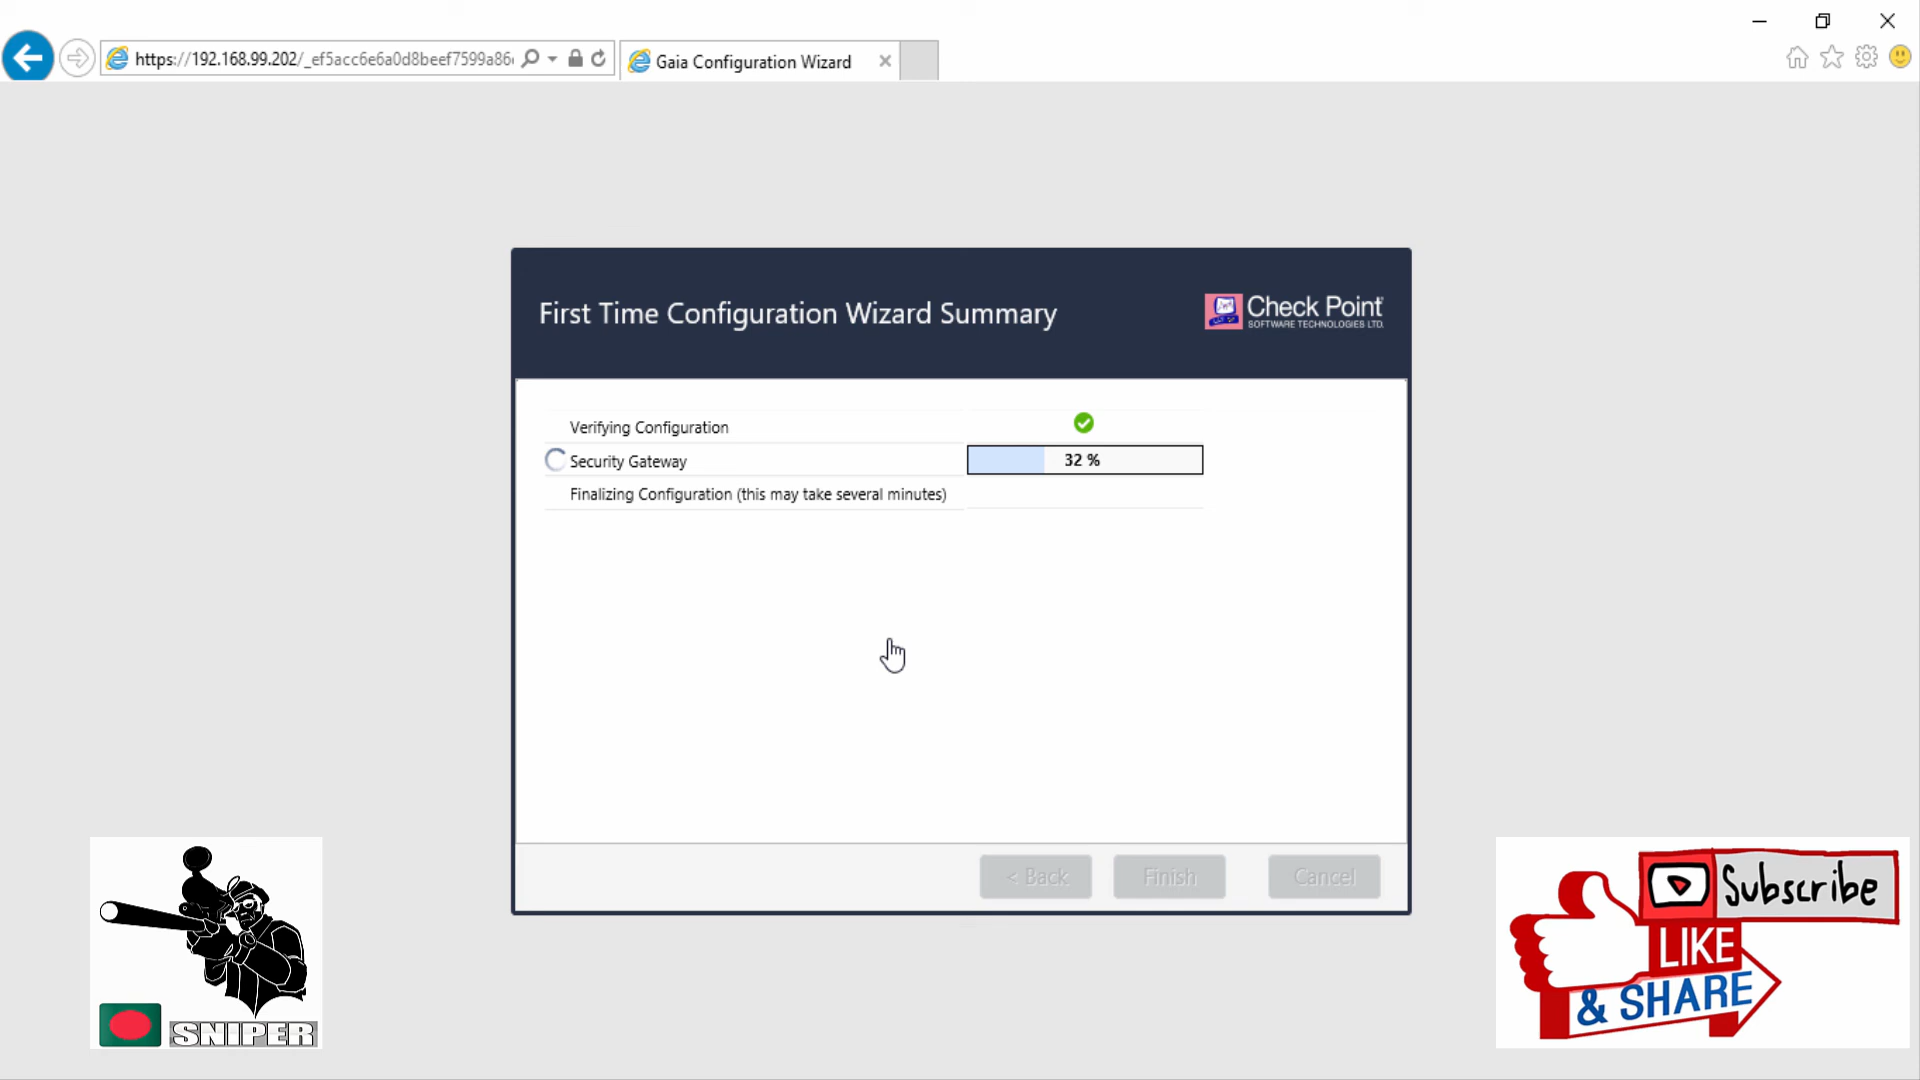 https://192.168.99.202/_ef5acc6e6a0d8beef7599a86
Gaia Configuration Wizard
First Time Configuration Wizard Summary
Check Point
SOFTWARE TECHNOLOGIES LTD.
Verifying Configuration
Security Gateway
32 %
Finalizing Configuration (this may take several minutes)
< Back
Finish
Cancel
SNIPER
Subscribe
LIKE
& SHARE